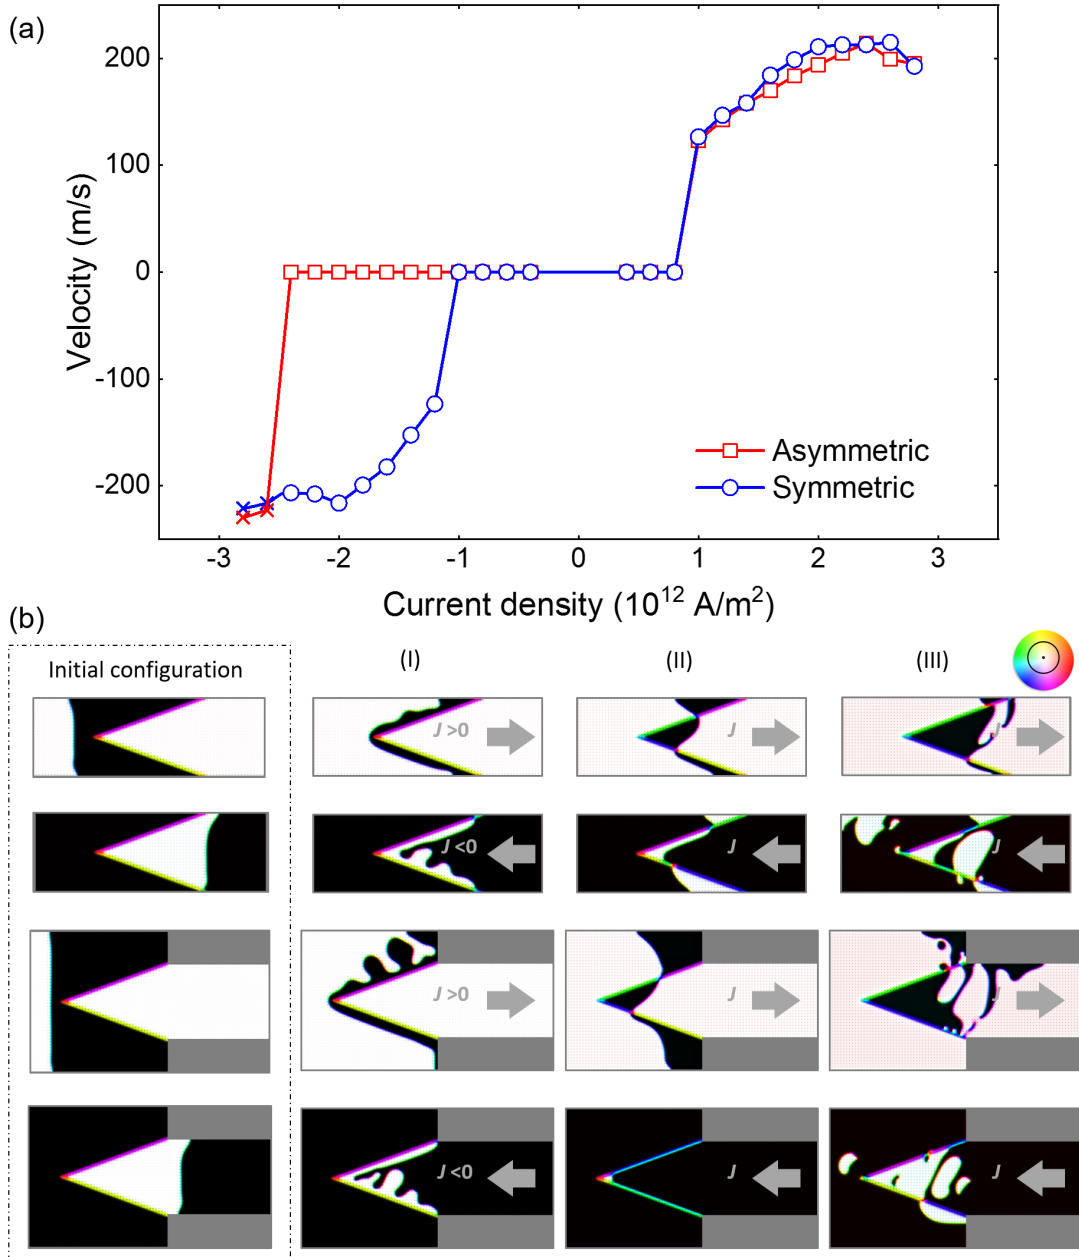 (a)
200
100
0
-100
-200
Velocity (m/s)
Asymmetric
Symmetric
-3 -2 -1 0 1 2 3
Current density (10¹² A/m²)
(b)
Initial configuration
(I) (II) (III)
J >0 J J
J <0 J J
J >0 J J
J <0 J J